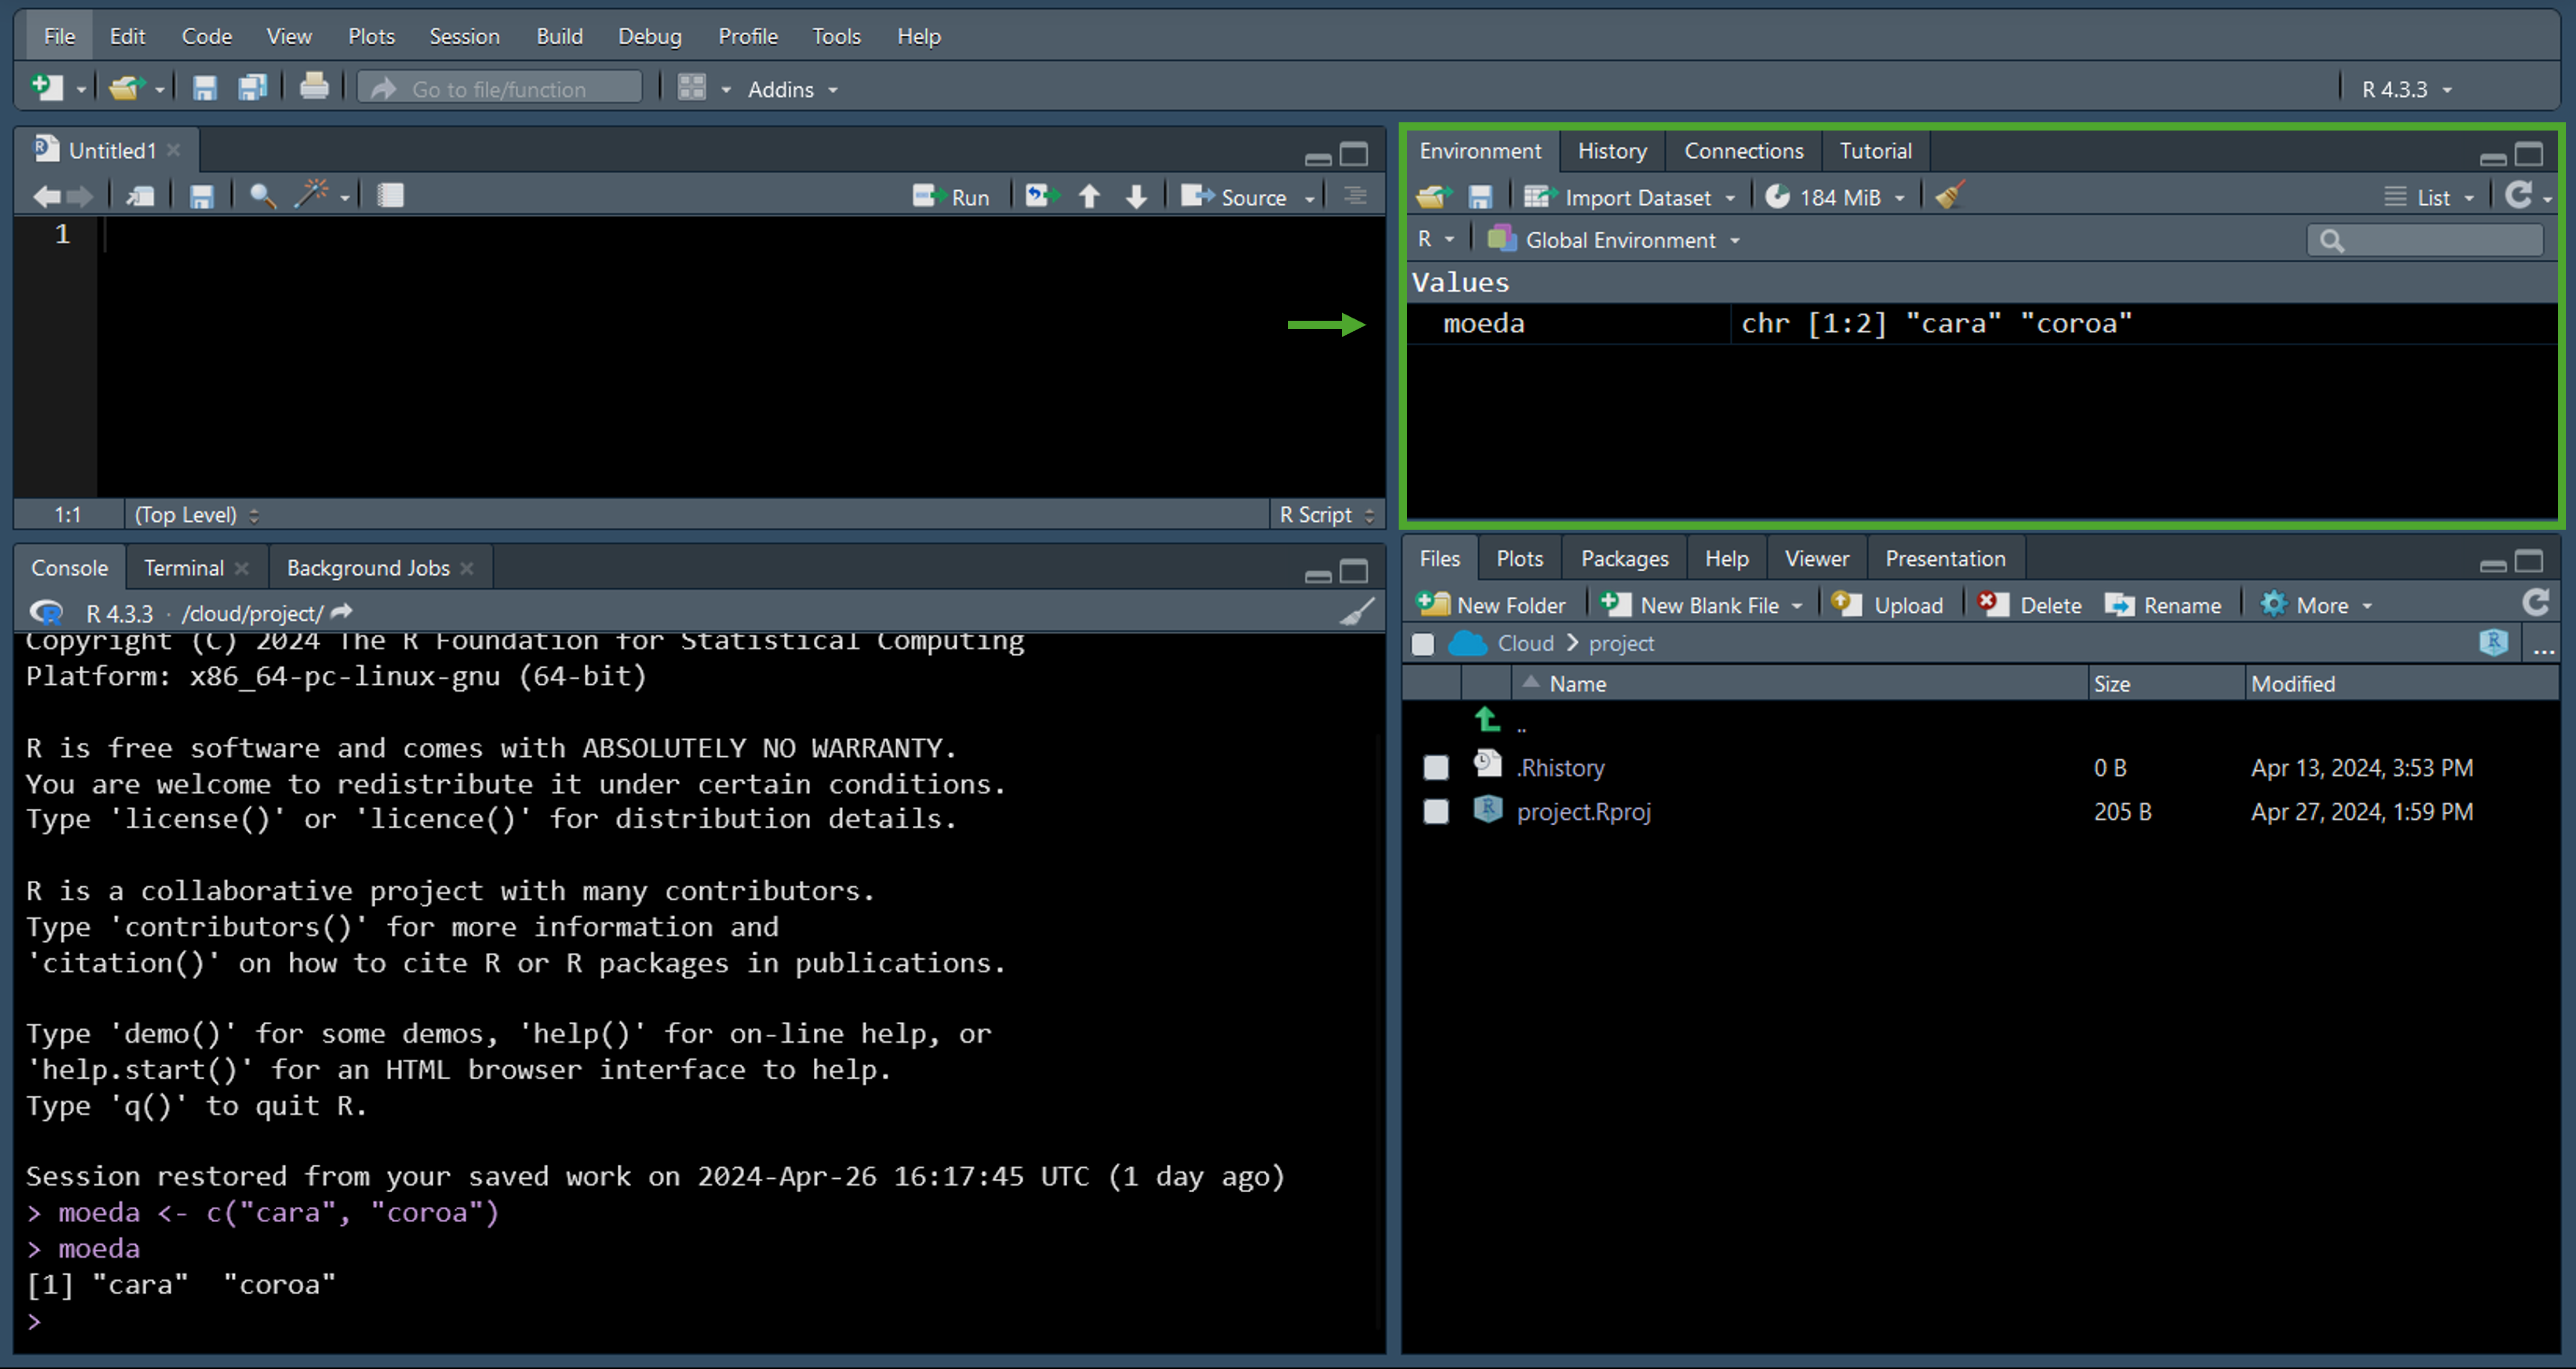 File Edit Code View Plots Session Build Debug Profile Tools Help
Go to file/function Addins R 4.3.3
Untitled1
Run Source
1
1:1 (Top Level) R Script
Environment History Connections Tutorial
Import Dataset 184 MiB List
R Global Environment
Values
moeda chr [1:2] "cara" "coroa"
Console Terminal Background Jobs
R 4.3.3 · /cloud/project/
Copyright (C) 2024 The R Foundation for Statistical Computing
Platform: x86_64-pc-linux-gnu (64-bit)
R is free software and comes with ABSOLUTELY NO WARRANTY.
You are welcome to redistribute it under certain conditions.
Type 'license()' or 'licence()' for distribution details.
R is a collaborative project with many contributors.
Type 'contributors()' for more information and
'citation()' on how to cite R or R packages in publications.
Type 'demo()' for some demos, 'help()' for on-line help, or
'help.start()' for an HTML browser interface to help.
Type 'q()' to quit R.
Session restored from your saved work on 2024-Apr-26 16:17:45 UTC (1 day ago)
> moeda <- c("cara", "coroa")
> moeda
[1] "cara"  "coroa"
>
Files Plots Packages Help Viewer Presentation
New Folder New Blank File Upload Delete Rename More
Cloud > project ...
Name Size Modified
..
.Rhistory 0 B Apr 13, 2024, 3:53 PM
project.Rproj 205 B Apr 27, 2024, 1:59 PM